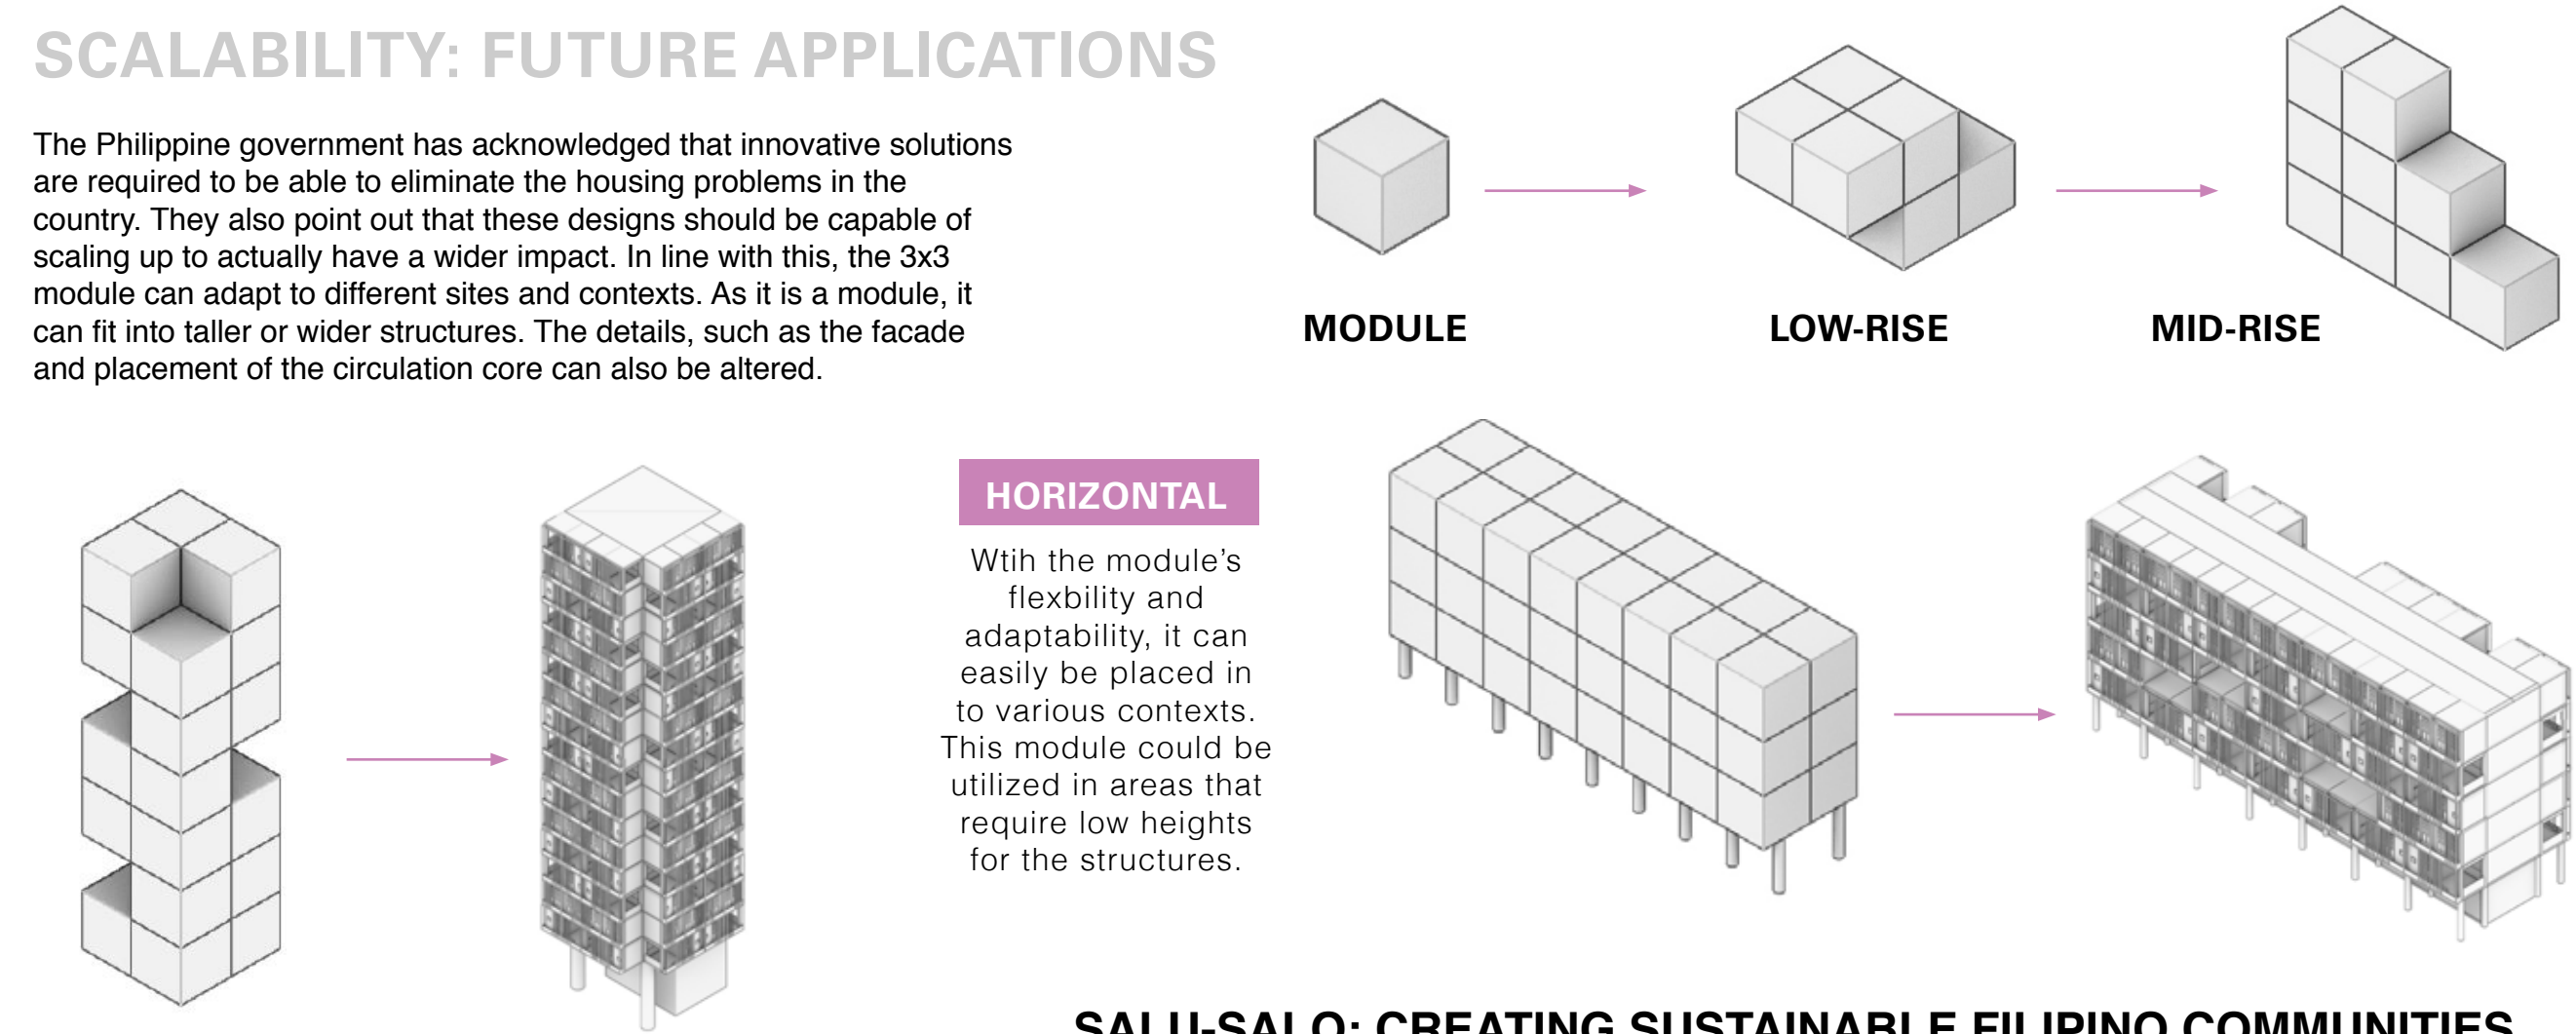 SCALABILITY: FUTURE APPLICATIONS
The Philippine government has acknowledged that innovative solutions
are required to be able to eliminate the housing problems in the
country. They also point out that these designs should be capable of
scaling up to actually have a wider impact. In line with this, the 3x3
module can adapt to different sites and contexts. As it is a module, it
can fit into taller or wider structures. The details, such as the facade
and placement of the circulation core can also be altered.
MODULE
LOW-RISE
MID-RISE
HORIZONTAL
Wtih the module's
flexbility and
adaptability, it can
easily be placed in
to various contexts.
This module could be
utilized in areas that
require low heights
for the structures.
SALU-SALO: CREATING SUSTAINABLE FILIPINO COMMUNITIES